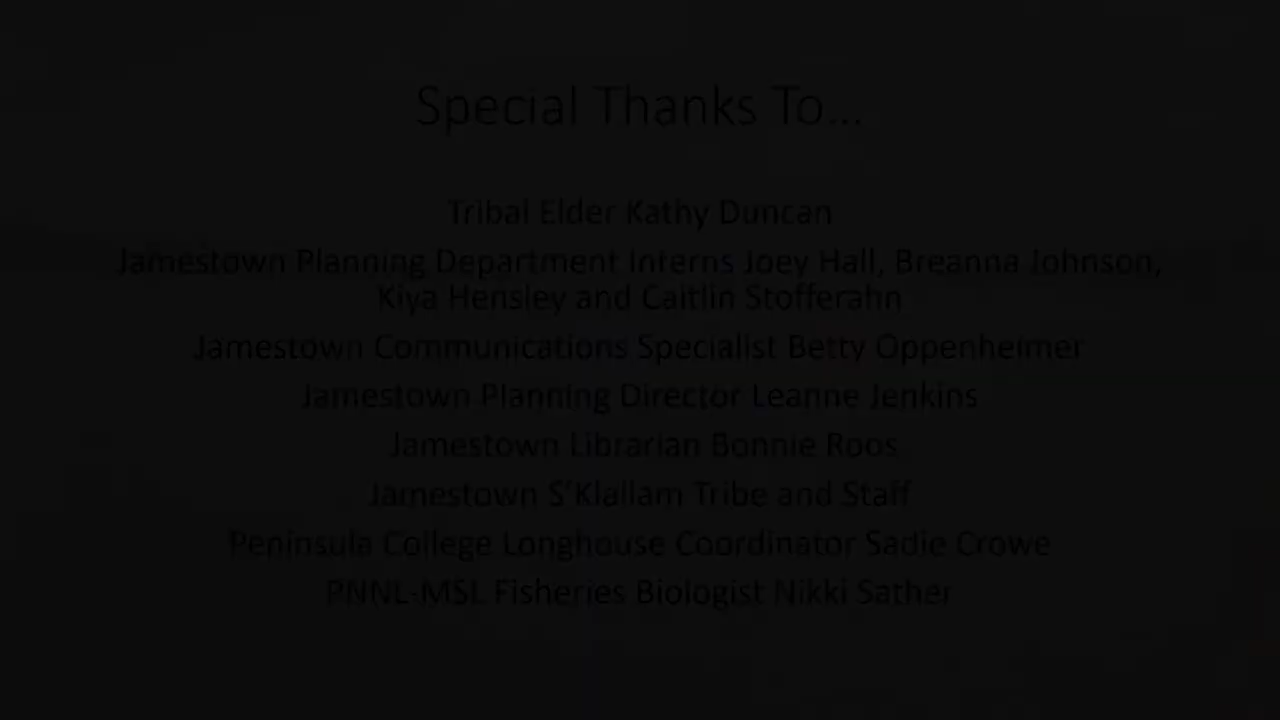 Special Thanks To...
Tribal Elder Kathy Duncan
Jamestown Planning Department Interns Joey Hall, Breanna Johnson,
Kiya Hensley and Caitlin Stofferahn
Jamestown Communications Specialist Betty Oppenheimer
Jamestown Planning Director Leanne Jenkins
Jamestown Librarian Bonnie Roos
Jamestown S'Klallam Tribe and Staff
Peninsula College Longhouse Coordinator Sadie Crowe
PNNL-MSL Fisheries Biologist Nikki Sather